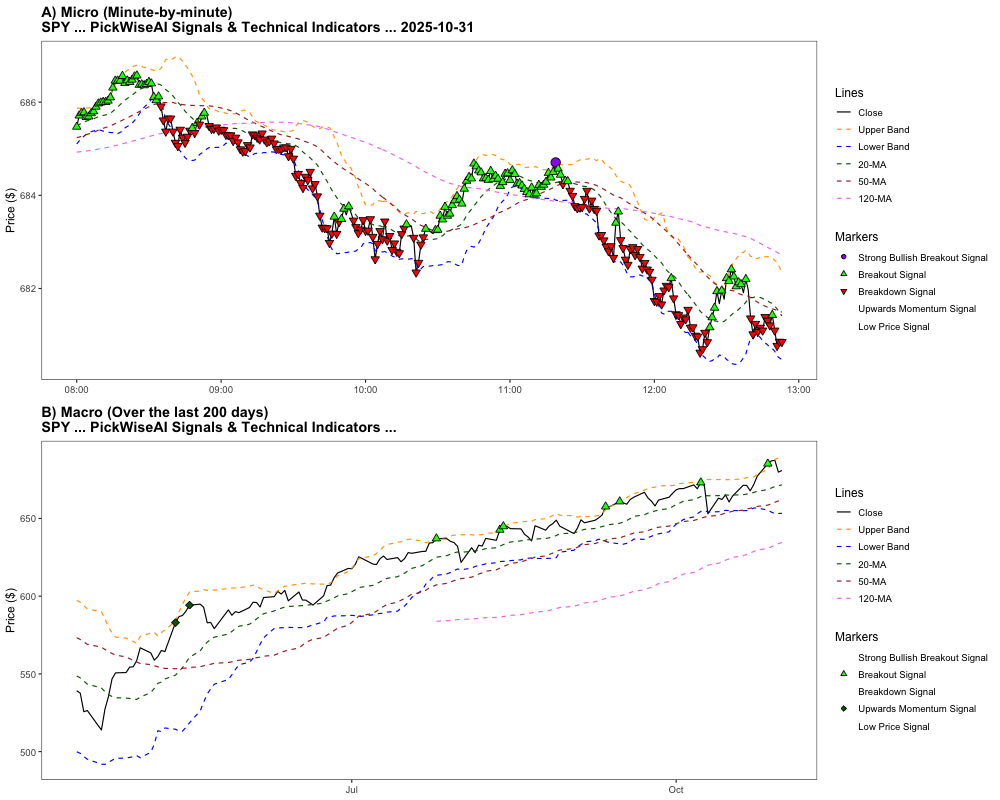 A) Micro (Minute-by-minute)
SPY ... PickWiseAI Signals & Technical Indicators ... 2025-10-31
Price ($)
686
684
682
08:00
09:00
10:00
11:00
12:00
13:00
Lines
Close
Upper Band
Lower Band
20-MA
50-MA
120-MA
Markers
Strong Bullish Breakout Signal
Breakout Signal
Breakdown Signal
Upwards Momentum Signal
Low Price Signal
B) Macro (Over the last 200 days)
SPY ... PickWiseAI Signals & Technical Indicators ...
Price ($)
650
600
550
500
Jul
Oct
Lines
Close
Upper Band
Lower Band
20-MA
50-MA
120-MA
Markers
Strong Bullish Breakout Signal
Breakout Signal
Breakdown Signal
Upwards Momentum Signal
Low Price Signal